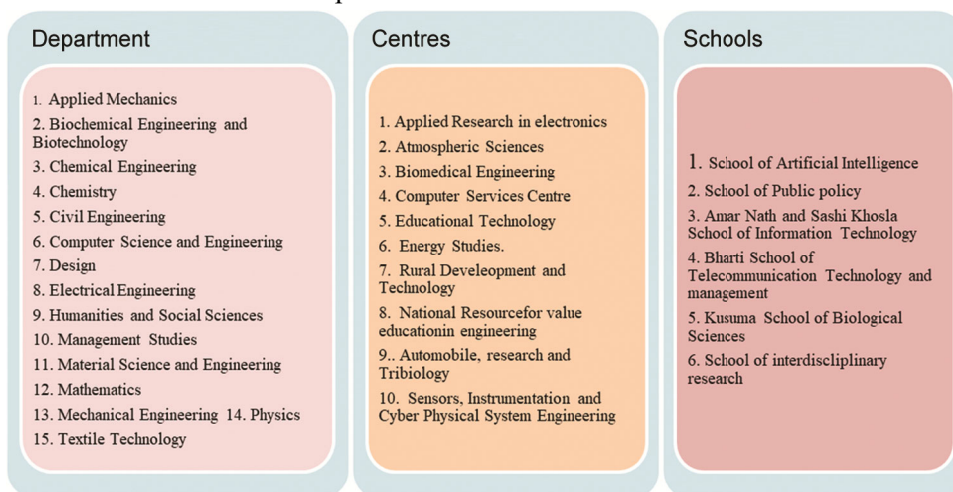 Department
1. Applied Mechanics
2. Biochemical Engineering and
Biotechnology
3. Chemical Engineering
4. Chemistry
5. Civil Engineering
6. Computer Science and Engineering
7. Design
8. Electrical Engineering
9. Humanities and Social Sciences
10. Management Studies
11. Material Science and Engineering
12. Mathematics
13. Mechanical Engineering 14. Physics
15. Textile Technology
Centres
1. Applied Research in electronics
2. Atmospheric Sciences
3. Biomedical Engineering
4. Computer Services Centre
5. Educational Technology
6. Energy Studies.
7. Rural Develeopment and
Technology
8. National Resourcefor value
educationin engineering
9.. Automobile, research and
Tribiology
10. Sensors, Instrumentation and
Cyber Physical System Engineering
Schools
1. School of Artificial Intelligence
2. School of Public policy
3. Amar Nath and Sashi Khosla
School of Information Technology
4. Bharti School of
Telecommunication Technology and
management
5. Kusuma School of Biological
Sciences
6. School of interdiscliplinary
research